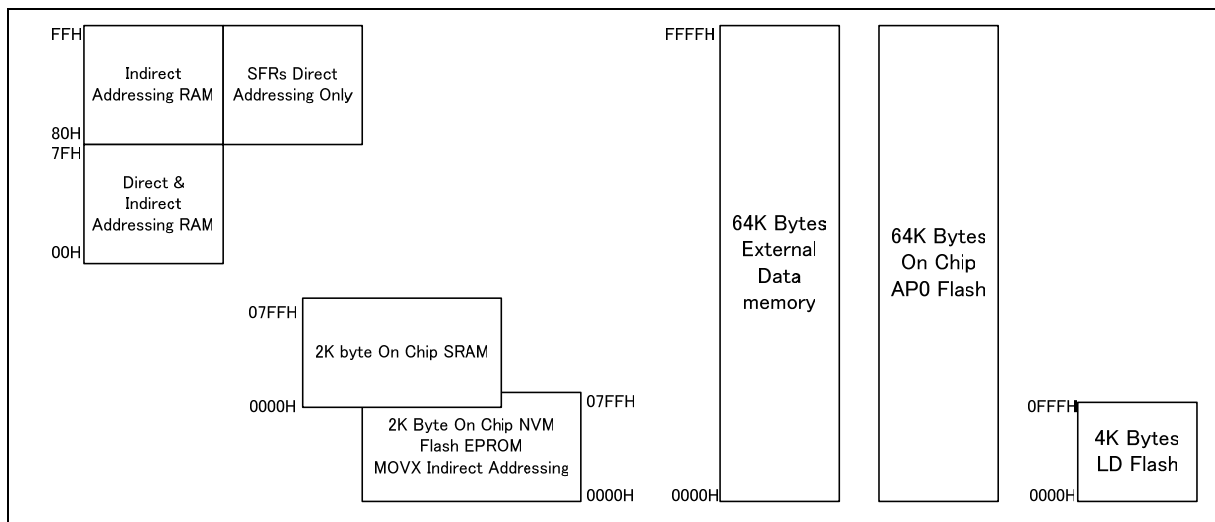 FFH
Indirect
Addressing RAM
SFRs Direct
Addressing Only
80H
7FH
Direct &
Indirect
Addressing RAM
00H
07FFH
2K byte On Chip SRAM
0000H
07FFH
2K Byte On Chip NVM
Flash EPROM
MOVX Indirect Addressing
0000H
FFFFH
64K Bytes
External
Data
memory
0000H
64K Bytes
On Chip
AP0 Flash
0FFFH
4K Bytes
LD Flash
0000H